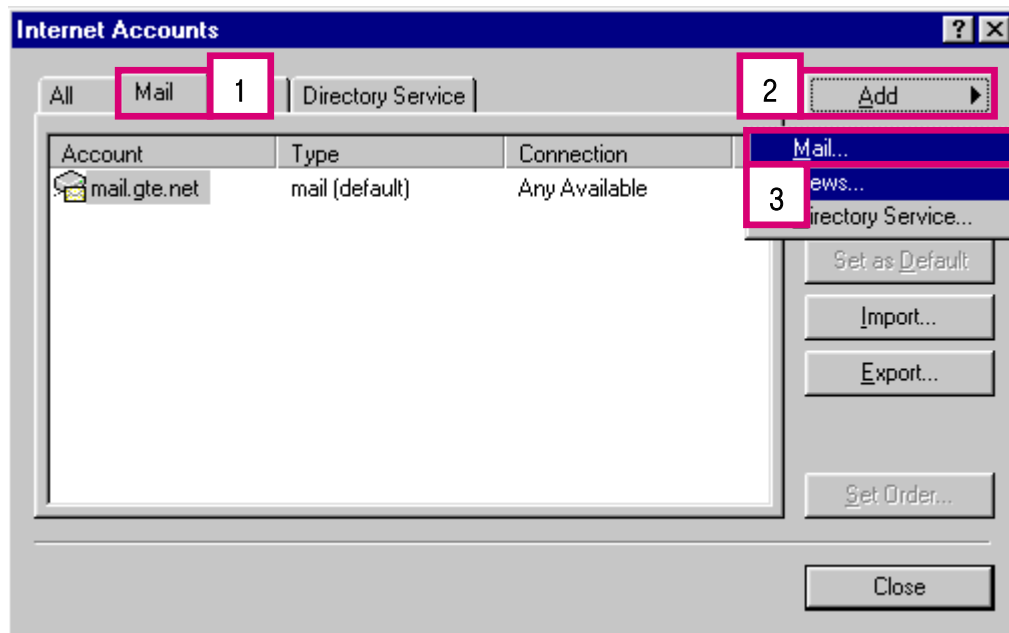 Internet Accounts
All Mail 1 Directory Service
2 Add
Account Type Connection
mail.gte.net mail (default) Any Available
Mail...
3 ews...
irectory Service...
Set as Default
Import...
Export...
Set Order...
Close